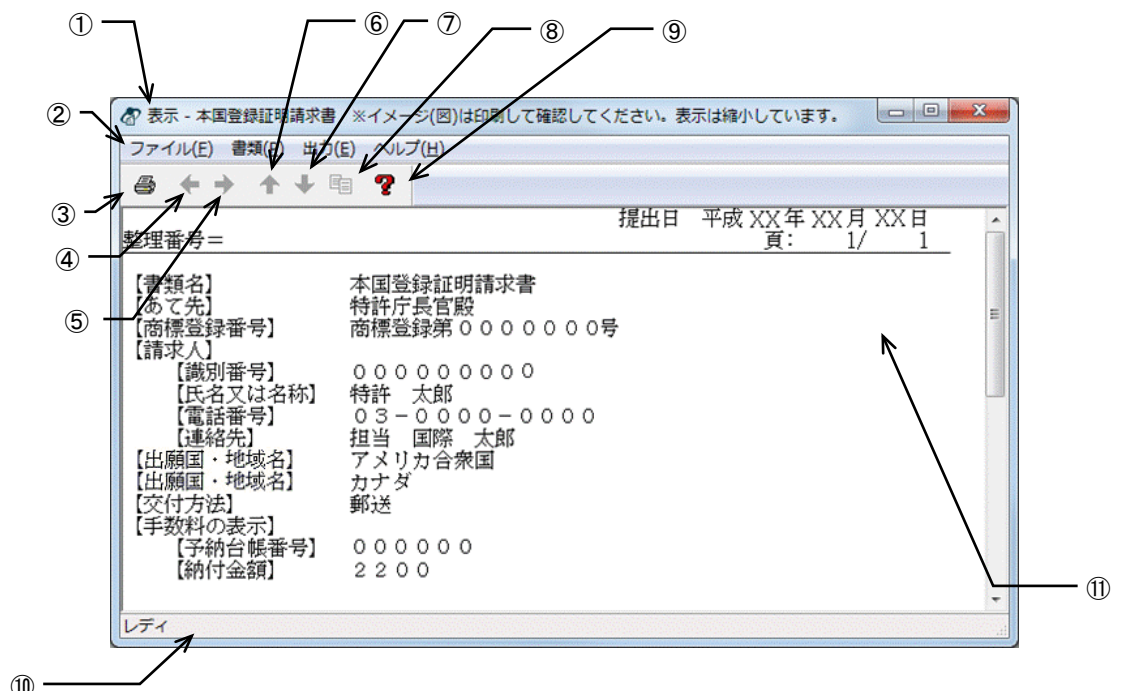 ① ⑥ ⑦ ⑧ ⑨
②
表示 - 本国登録証明請求書 ※イメージ(図)は印刷して確認してください。表示は縮小しています。
ファイル(F) 書類(P) 出力(E) ヘルプ(H)
③
④
⑤
提出日 平成 XX年 XX月 XX日
整理番号＝ 頁: 1/ 1
【書類名】 本国登録証明請求書
【あて先】 特許庁長官殿
【商標登録番号】 商標登録第０００００００号
【請求人】
【識別番号】 ０００００００００
【氏名又は名称】 特許 太郎
【電話番号】 ０３−００００−００００
【連絡先】 担当 国際 太郎
【出願国・地域名】 アメリカ合衆国
【出願国・地域名】 カナダ
【交付方法】 郵送
【手数料の表示】
【予納台帳番号】 ００００００
【納付金額】 ２２００
⑪
レディ
⑩